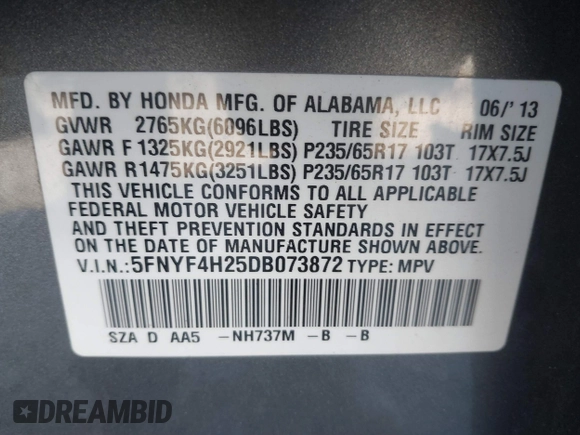 MFD. BY HONDA MFG. OF ALABAMA, LLC 06/'13
GVWR 2765KG(6096LBS) TIRE SIZE RIM SIZE
GAWR F 1325KG(2921LBS) P235/65R17 103T 17X7.5J
GAWR R1475KG(3251LBS) P235/65R17 103T 17X7.5J
THIS VEHICLE CONFORMS TO ALL APPLICABLE
FEDERAL MOTOR VEHICLE SAFETY
AND THEFT PREVENTION STANDARDS IN EFFECT
ON THE DATE OF MANUFACTURE SHOWN ABOVE.
V.I.N.: 5FNYF4H25DB073872 TYPE: MPV
SZA D AA5 -NH737M -B -B
DREAMBID